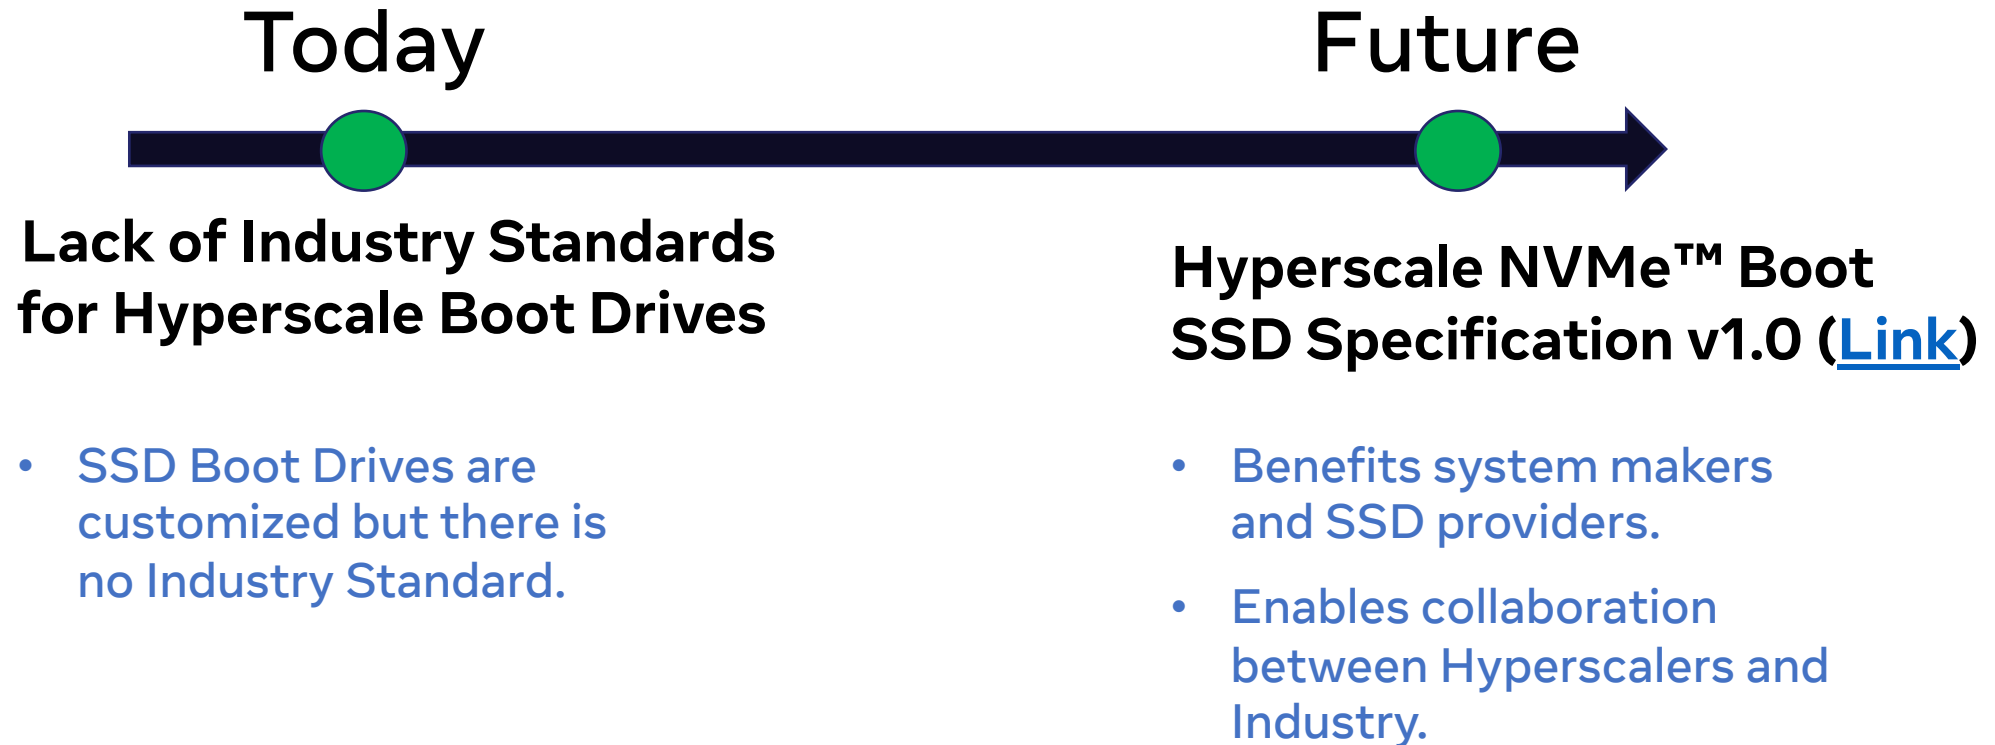 Today
Future
Lack of Industry Standards
for Hyperscale Boot Drives
• SSD Boot Drives are
customized but there is
no Industry Standard.
Hyperscale NVMe™ Boot
SSD Specification v1.0 (Link)
• Benefits system makers
and SSD providers.
• Enables collaboration
between Hyperscalers and
Industry.